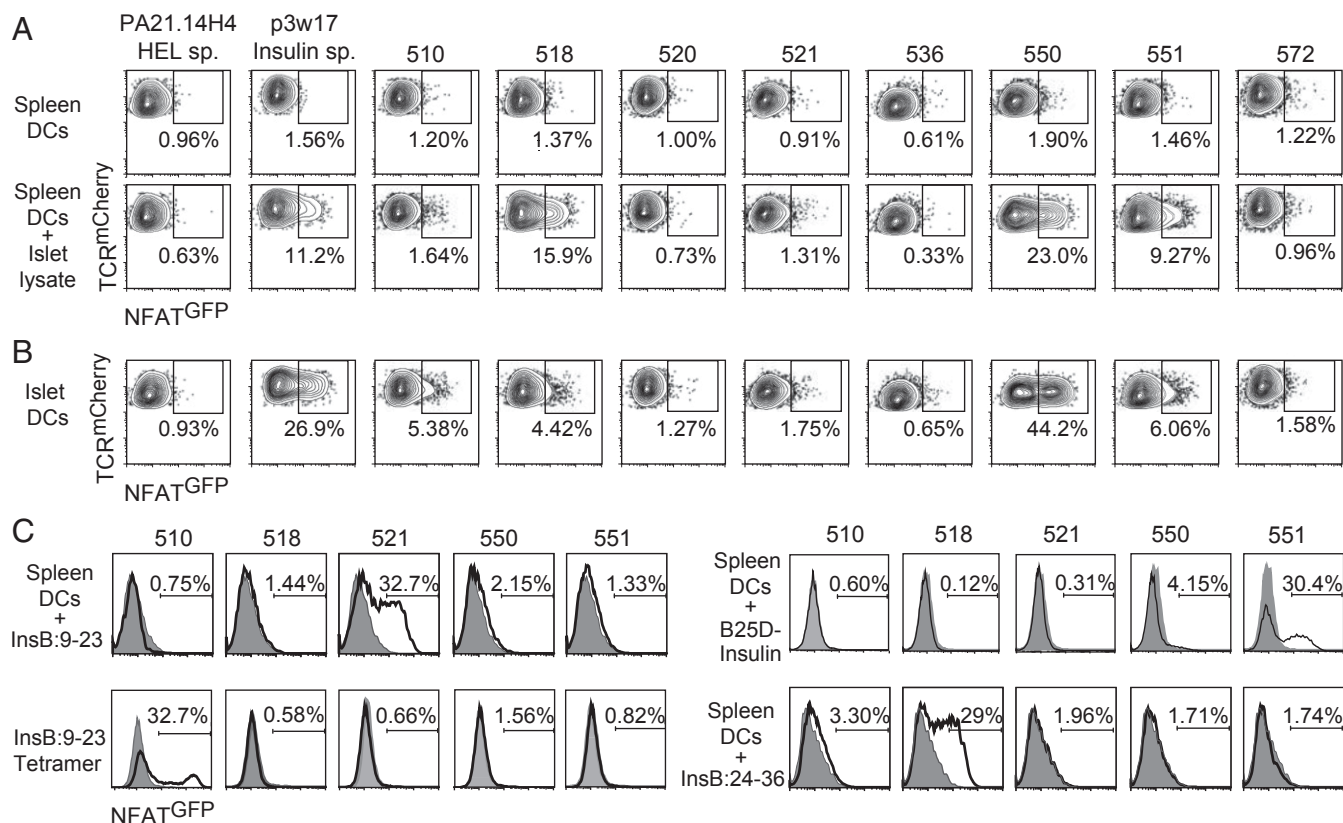 A
PA21.14H4
HEL sp.
p3w17
Insulin sp.
510
518
520
521
536
550
551
572
Spleen
DCs
0.96%
1.56%
1.20%
1.37%
1.00%
0.91%
0.61%
1.90%
1.46%
1.22%
Spleen
DCs
+
Islet
lysate
TCRmCherry
0.63%
11.2%
1.64%
15.9%
0.73%
1.31%
0.33%
23.0%
9.27%
0.96%
NFATGFP
B
Islet
DCs
TCRmCherry
0.93%
26.9%
5.38%
4.42%
1.27%
1.75%
0.65%
44.2%
6.06%
1.58%
NFATGFP
C
510
518
521
550
551
Spleen
DCs
+
InsB:9-23
0.75%
1.44%
32.7%
2.15%
1.33%
InsB:9-23
Tetramer
32.7%
0.58%
0.66%
1.56%
0.82%
NFATGFP
510
518
521
550
551
Spleen
DCs
+
B25D-
Insulin
0.60%
0.12%
0.31%
4.15%
30.4%
Spleen
DCs
+
InsB:24-36
3.30%
29%
1.96%
1.71%
1.74%